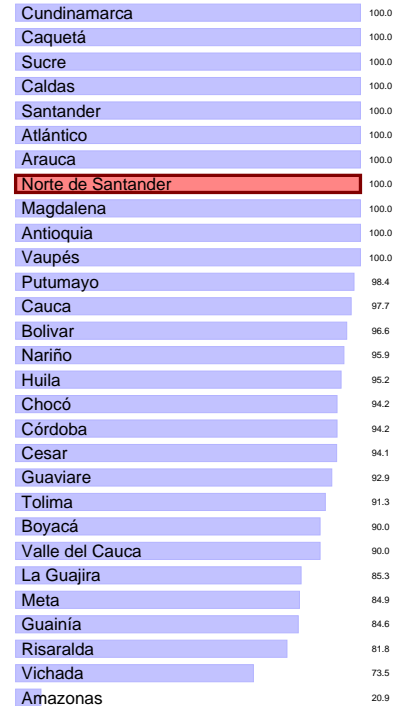 Cundinamarca 100.0
Caquetá 100.0
Sucre 100.0
Caldas 100.0
Santander 100.0
Atlántico 100.0
Arauca 100.0
Norte de Santander 100.0
Magdalena 100.0
Antioquia 100.0
Vaupés 100.0
Putumayo 98.4
Cauca 97.7
Bolivar 96.6
Nariño 95.9
Huila 95.2
Chocó 94.2
Córdoba 94.2
Cesar 94.1
Guaviare 92.9
Tolima 91.3
Boyacá 90.0
Valle del Cauca 90.0
La Guajira 85.3
Meta 84.9
Guainía 84.6
Risaralda 81.8
Vichada 73.5
Amazonas 20.9